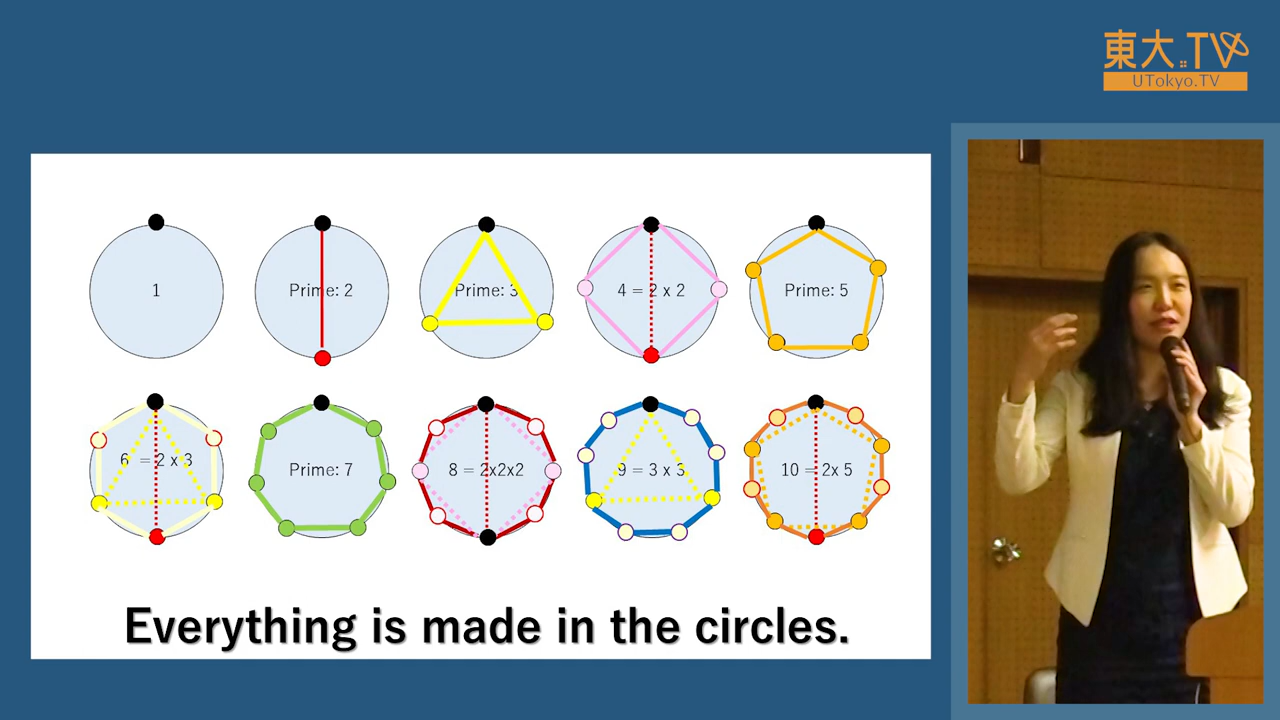 東大.TV
UTokyo.TV
1
Prime: 2
Prime: 3
4 = 2 x 2
Prime: 5
6 = 2 x 3
Prime: 7
8 = 2x2x2
9 = 3 x 3
10 = 2x 5
Everything is made in the circles.